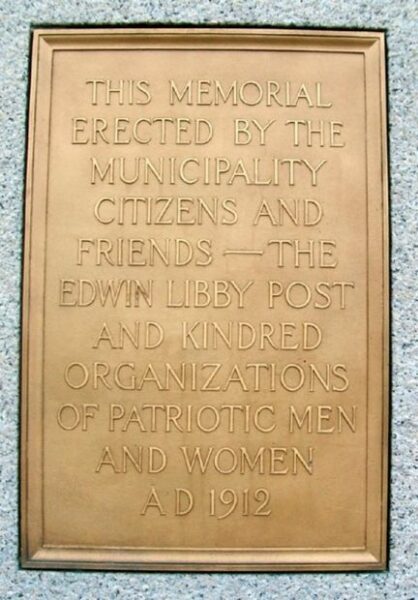 THIS MEMORIAL
ERECTED BY THE
MUNICIPALITY
CITIZENS AND
FRIENDS — THE
EDWIN LIBBY POST
AND KINDRED
ORGANIZATIONS
OF PATRIOTIC MEN
AND WOMEN
A D 1912